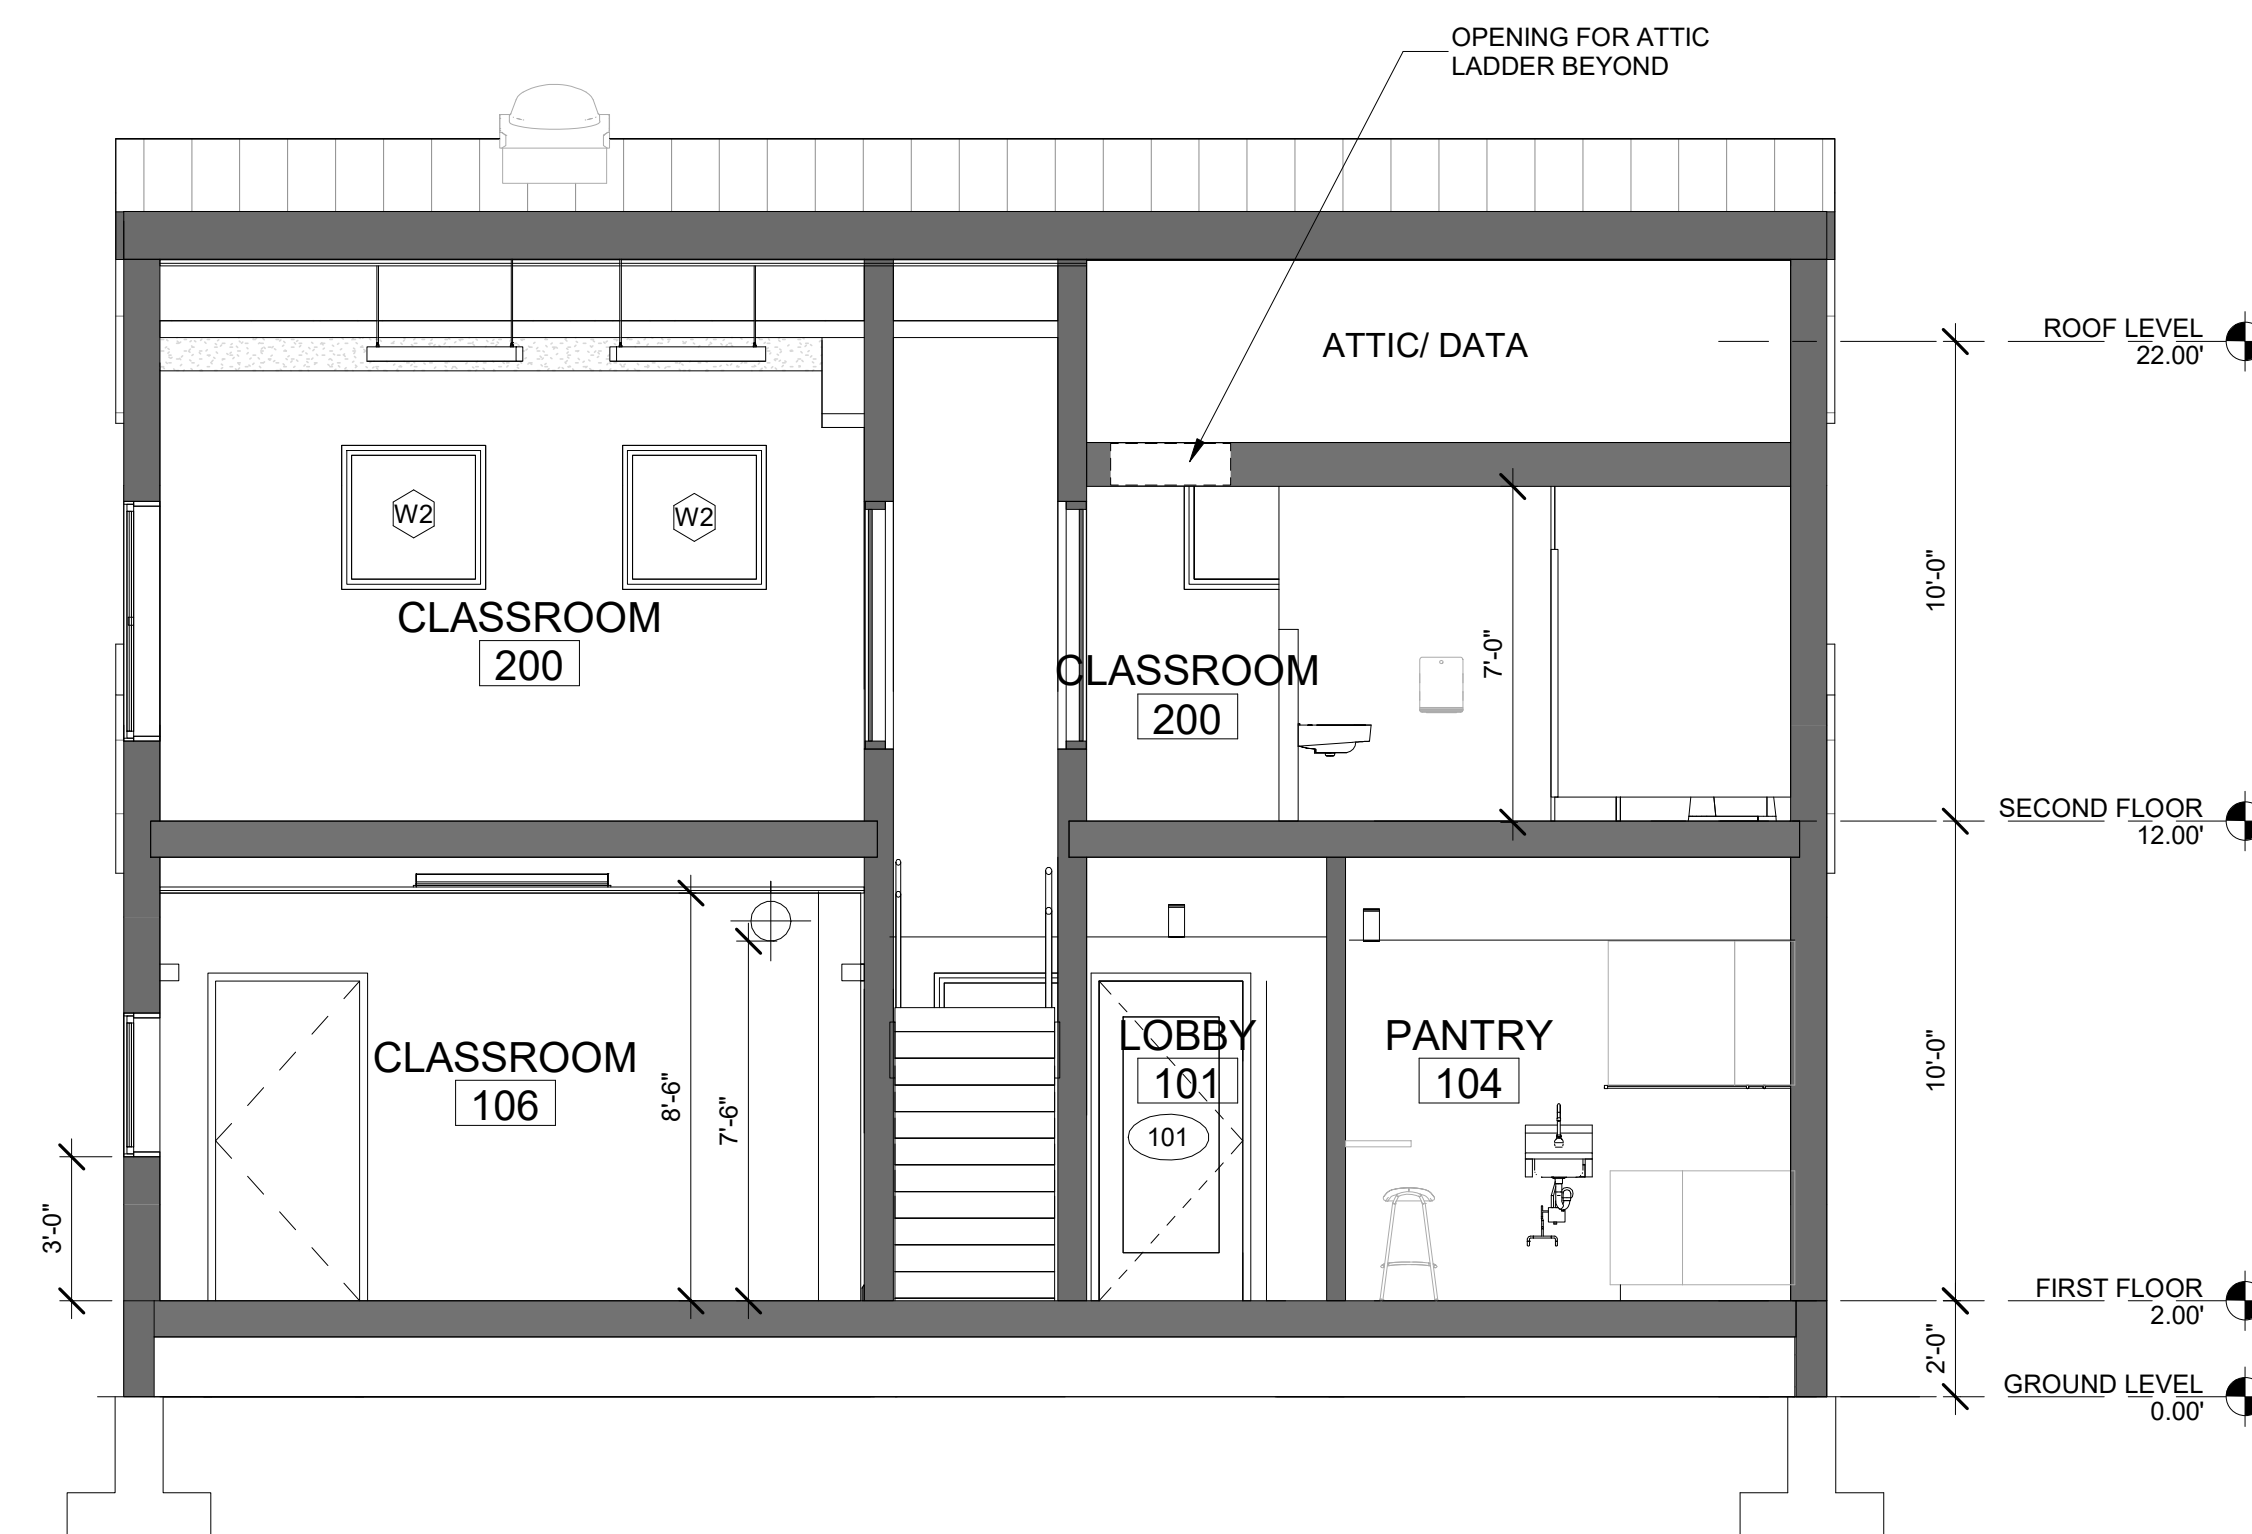 OPENING FOR ATTIC
LADDER BEYOND
ATTIC/ DATA
ROOF LEVEL
22.00'
W2
W2
CLASSROOM
200
CLASSROOM
200
7'-0"
10'-0"
SECOND FLOOR
12.00'
CLASSROOM
106
8'-6"
7'-6"
LOBBY
101
101
PANTRY
104
10'-0"
3'-0"
FIRST FLOOR
2.00'
2'-0"
GROUND LEVEL
0.00'